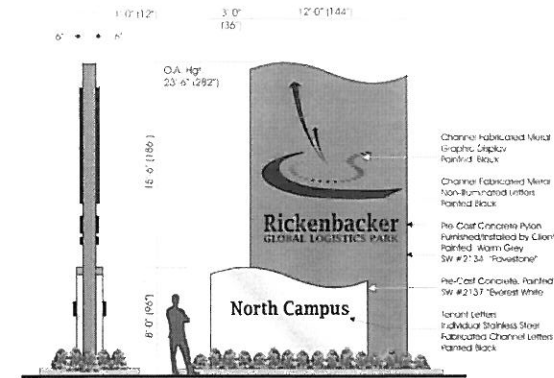 1'0" (12") 3'0" 12'0" (144")
(36")
6" 6"
O.A. Hgt
23'6" (282")
15'6" (186")
8'0" (96")
Rickenbacker
GLOBAL LOGISTICS PARK
North Campus
Channel Fabricated Metal
Graphic Display
Painted Black
Channel Fabricated Metal
Non-Illuminated Letters
Painted Black
Pre-Cast Concrete Pylon
Furnished/Installed by Client
Painted Warm Grey
SW #2134 "Pavestone"
Pre-Cast Concrete, Painted
SW #2137 "Everest White
Tenant Letters
Individual Stainless Steel
Fabricated Channel Letters
Painted Black